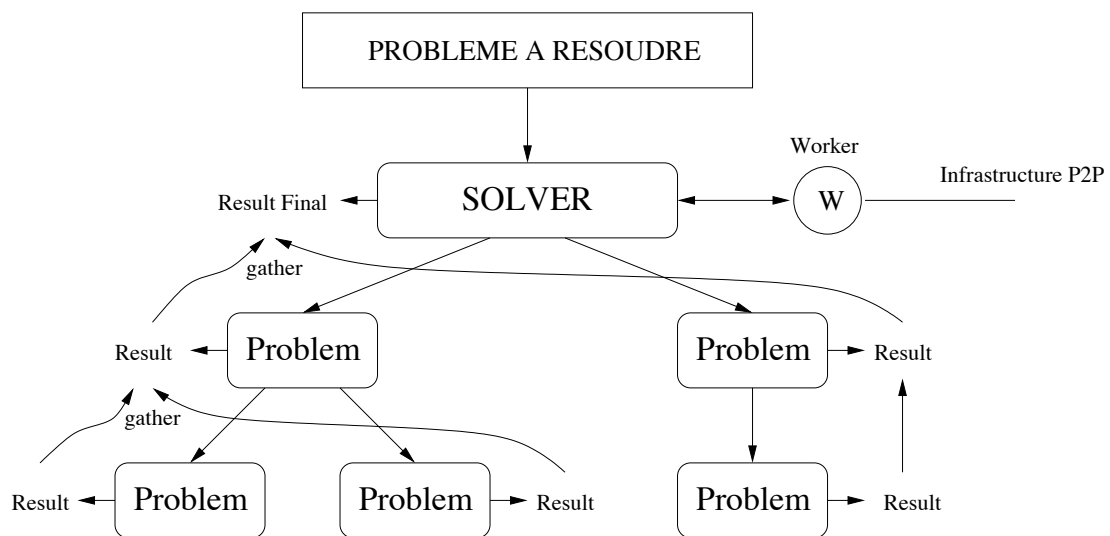 PROBLEME A RESOUDRE
Worker
Infrastructure P2P
Result Final
SOLVER
W
gather
Result
Problem
Problem
Result
gather
Result
Problem
Problem
Result
Problem
Result